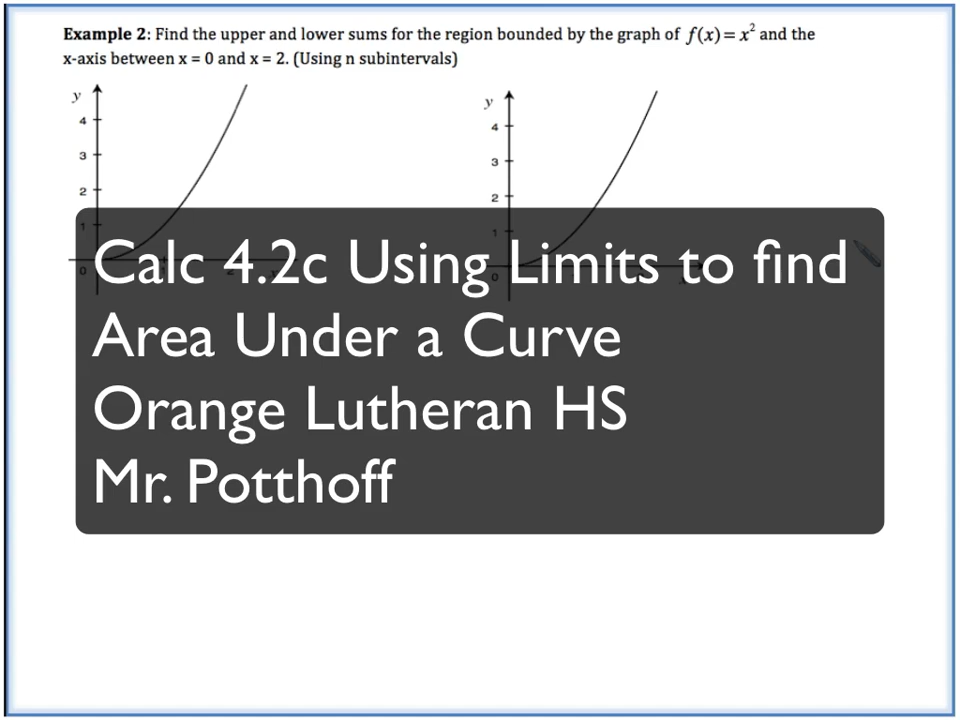 Example 2: Find the upper and lower sums for the region bounded by the graph of f(x) = x² and the
x-axis between x = 0 and x = 2. (Using n subintervals)
y
4
3
2
1
0
y
4
3
2
1
0
Calc 4.2c Using Limits to find
Area Under a Curve
Orange Lutheran HS
Mr. Potthoff